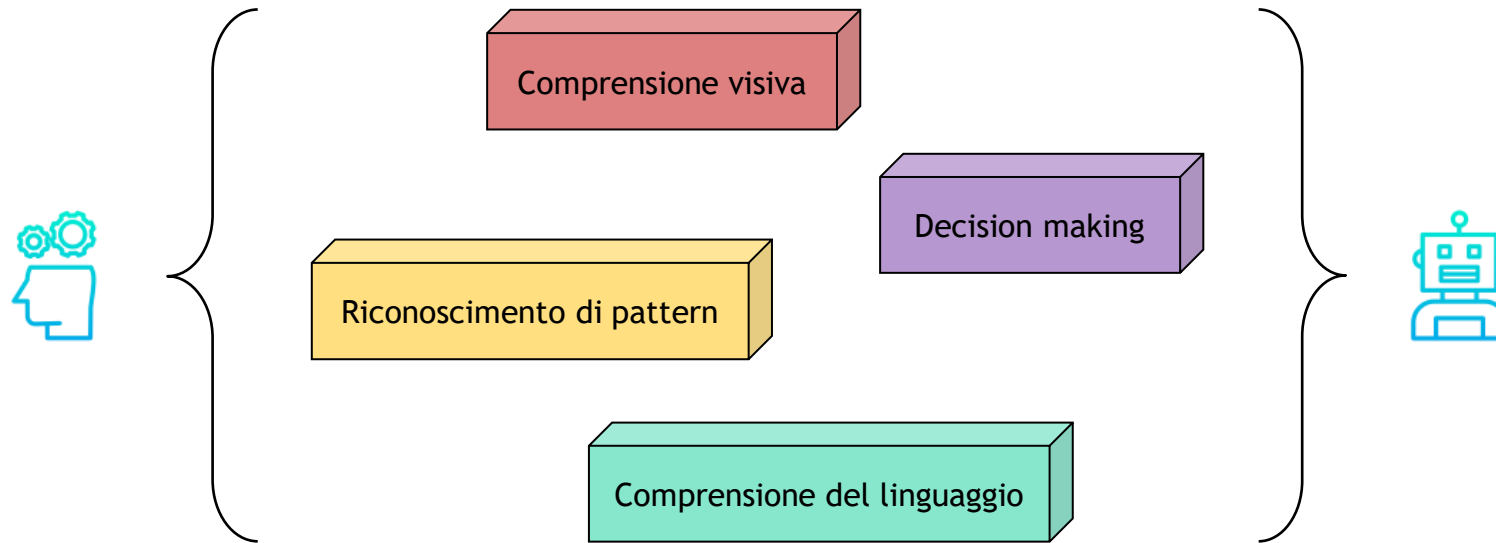 Comprensione visiva
Decision making
Riconoscimento di pattern
Comprensione del linguaggio